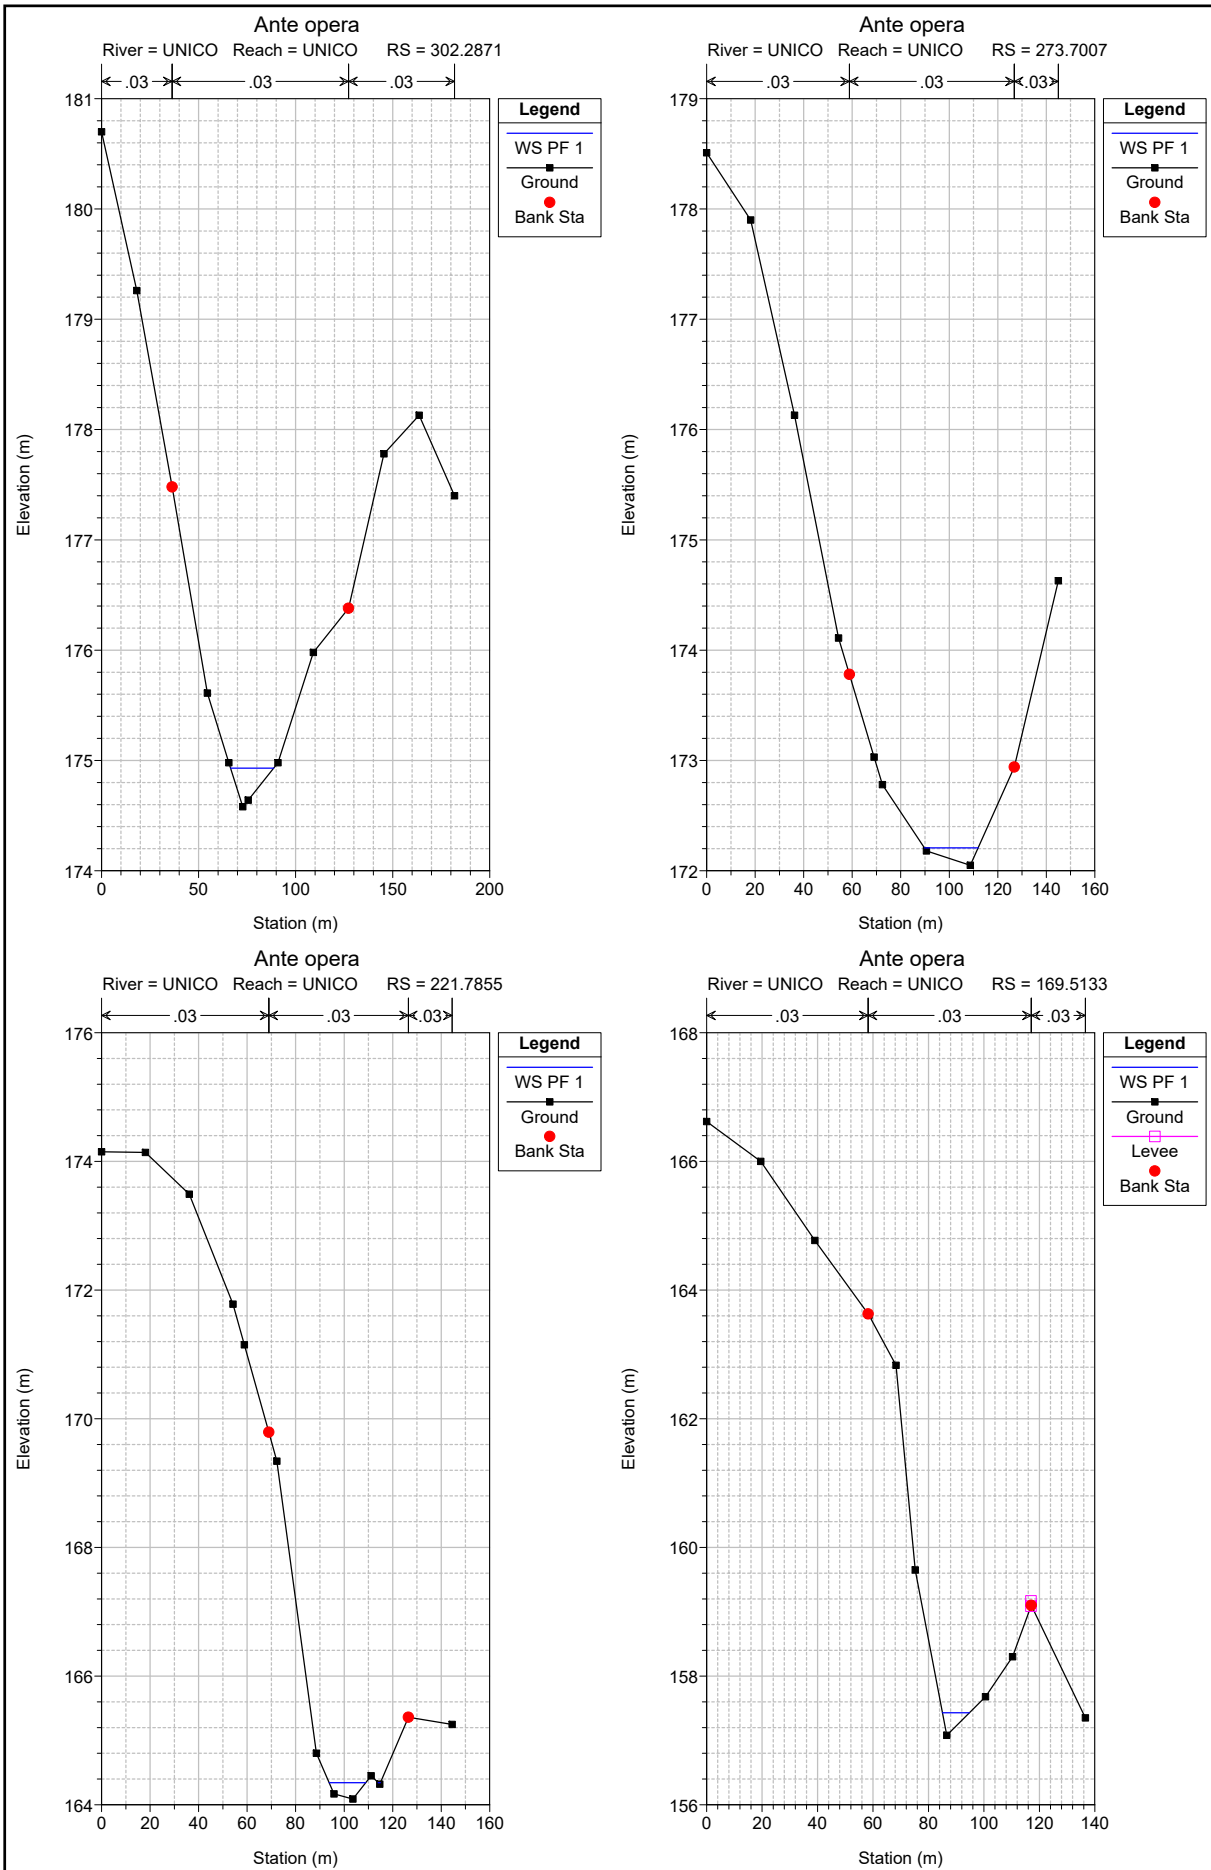 Ante opera
River = UNICO Reach = UNICO RS = 302.2871
.03 .03 .03
Legend
WS PF 1
Ground
Bank Sta
181
180
179
178
177
176
175
174
Elevation (m)
0 50 100 150 200
Station (m)
Ante opera
River = UNICO Reach = UNICO RS = 273.7007
.03 .03 .03
Legend
WS PF 1
Ground
Bank Sta
179
178
177
176
175
174
173
172
Elevation (m)
0 20 40 60 80 100 120 140 160
Station (m)
Ante opera
River = UNICO Reach = UNICO RS = 221.7855
.03 .03 .03
Legend
WS PF 1
Ground
Bank Sta
176
174
172
170
168
166
164
Elevation (m)
0 20 40 60 80 100 120 140 160
Station (m)
Ante opera
River = UNICO Reach = UNICO RS = 169.5133
.03 .03 .03
Legend
WS PF 1
Ground
Levee
Bank Sta
168
166
164
162
160
158
156
Elevation (m)
0 20 40 60 80 100 120 140
Station (m)